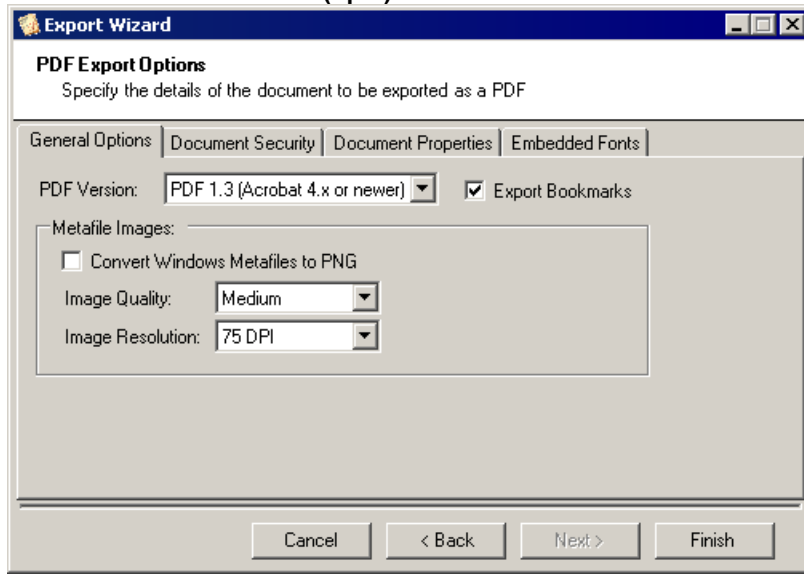 Export Wizard
PDF Export Options
Specify the details of the document to be exported as a PDF
General Options Document Security Document Properties Embedded Fonts
PDF Version: PDF 1.3 (Acrobat 4.x or newer) Export Bookmarks
Metafile Images:
Convert Windows Metafiles to PNG
Image Quality: Medium
Image Resolution: 75 DPI
Cancel < Back Next > Finish